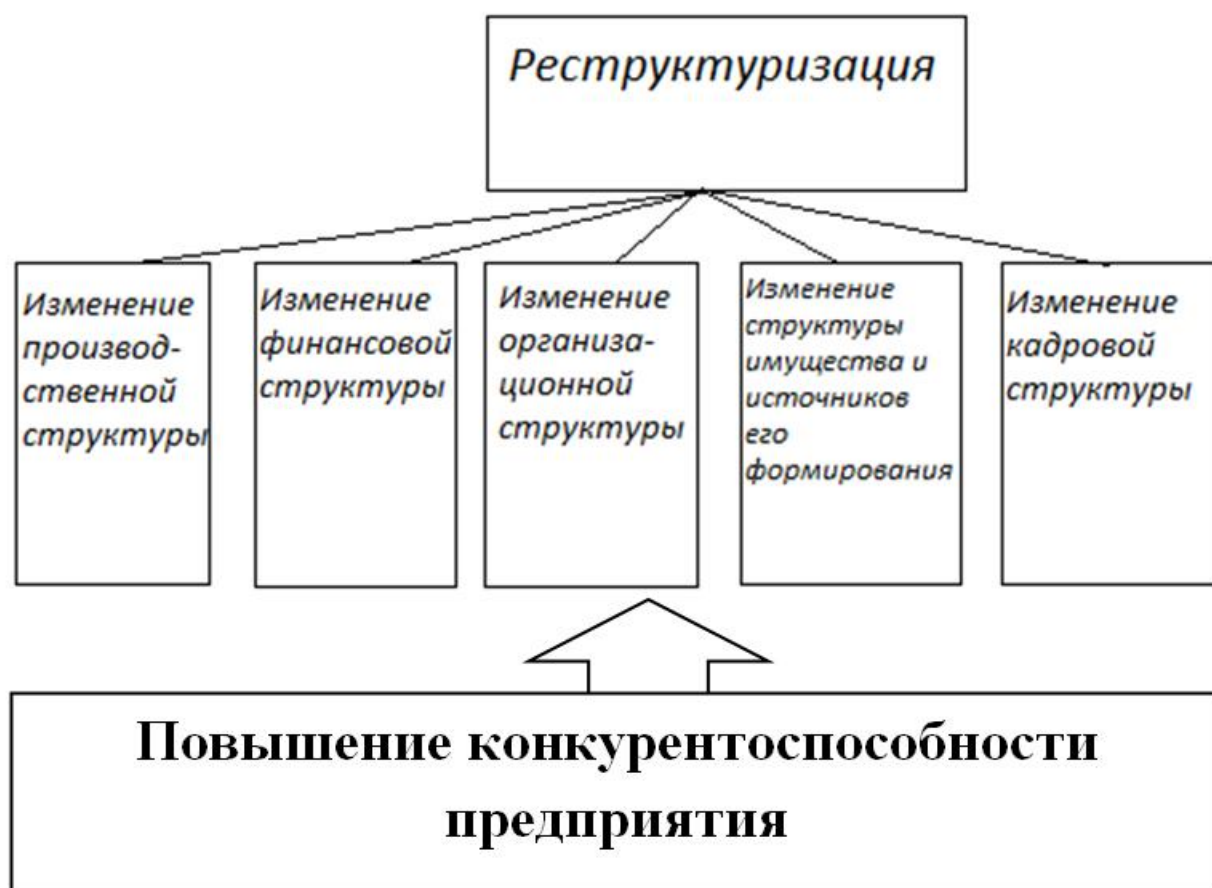 Реструктуризация
Изменение
производ-
ственной
структуры
Изменение
финансовой
структуры
Изменение
организа-
ционной
структуры
Изменение
структуры
имущества и
источников
его
формирования
Изменение
кадровой
структуры
Повышение конкурентоспособности
предприятия